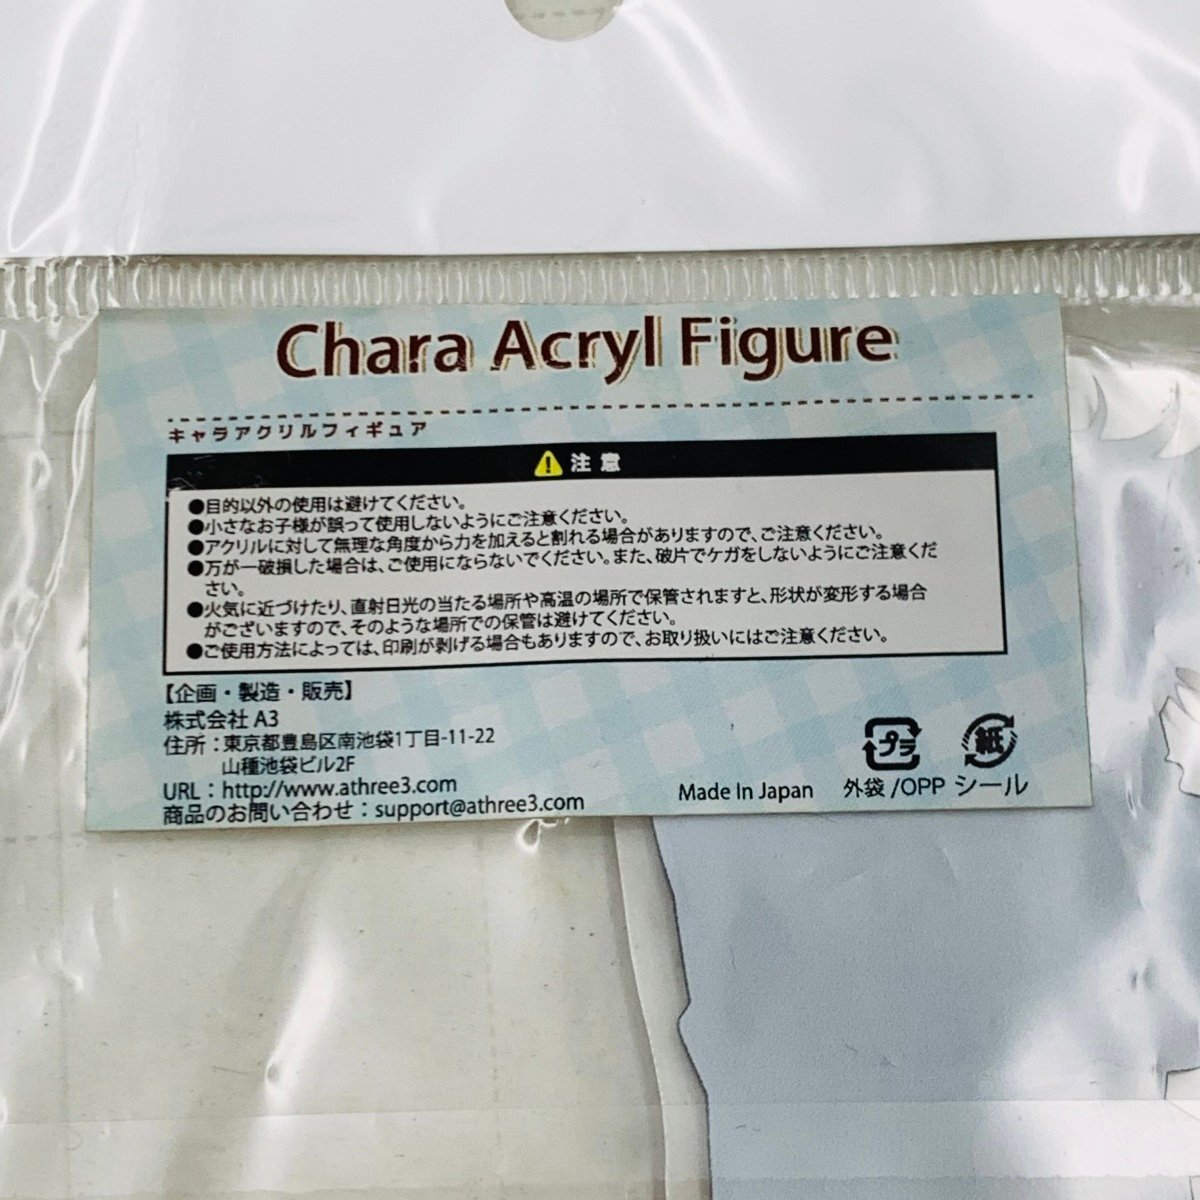 Chara Acryl Figure
キャラアクリルフィギュア
注意
●目的以外の使用は避けてください。
●小さなお子様が誤って使用しないようにご注意ください。
●アクリルに対して無理な角度から力を加えると割れる場合がありますので、ご注意ください。
●万が一破損した場合は、ご使用にならないでください。また、破片でケガをしないようにご注意くだ
さい。
●火気に近づけたり、直射日光の当たる場所や高温の場所で保管されますと、形状が変形する場合
がございますので、そのような場所での保管は避けてください。
●ご使用方法によっては、印刷が剥げる場合もありますので、お取り扱いにはご注意ください。
【企画・製造・販売】
株式会社 A3
住所：東京都豊島区南池袋1丁目-11-22
山種池袋ビル2F
URL：http://www.athree3.com
商品のお問い合わせ：support@athree3.com
Made In Japan
プラ
紙
外袋/OPP シール